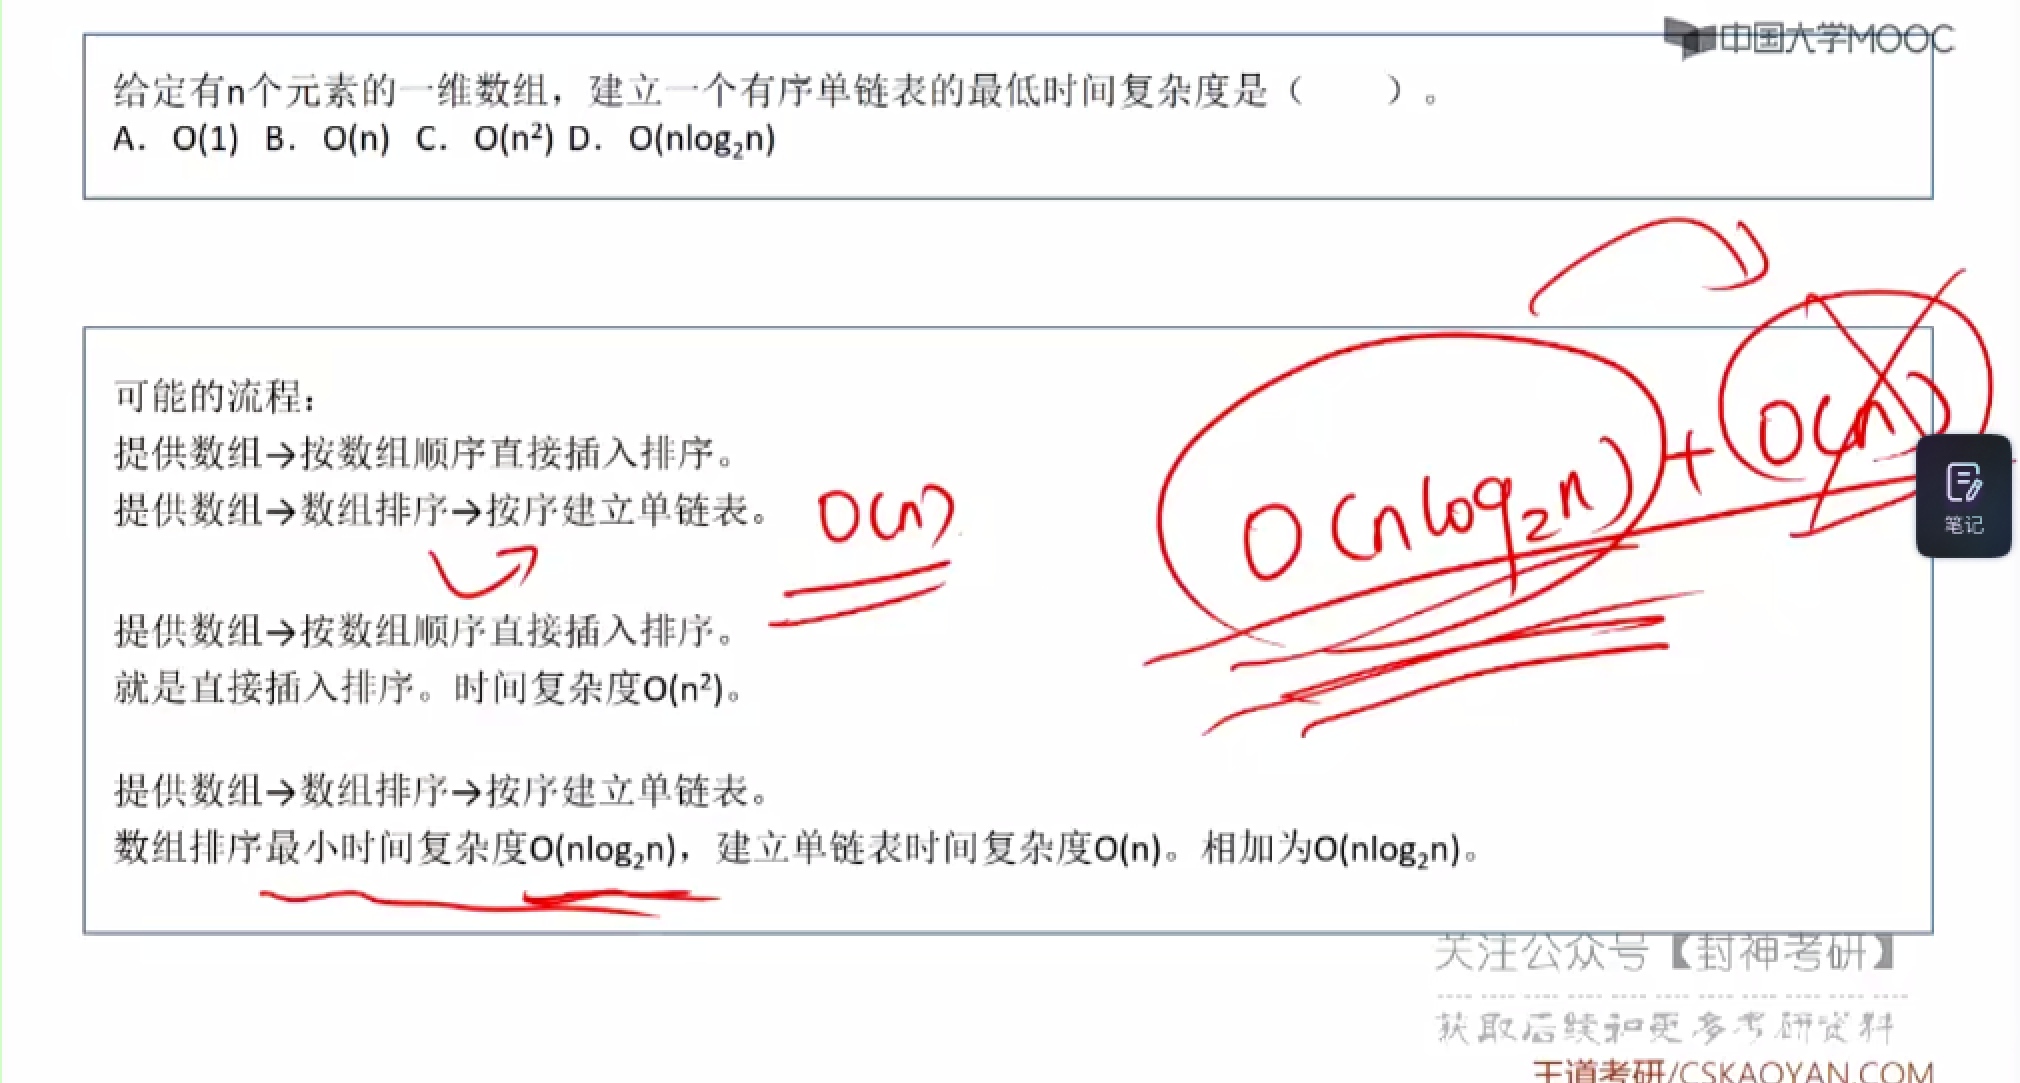 中国大学MOOC
给定有n个元素的一维数组，建立一个有序单链表的最低时间复杂度是（　　）。
A. O(1) B. O(n) C. O(n²) D. O(nlog₂n)
可能的流程：
提供数组→按数组顺序直接插入排序。
提供数组→数组排序→按序建立单链表。 O(n)
O(nlog₂n) + O(n)
笔记
提供数组→按数组顺序直接插入排序。
就是直接插入排序。时间复杂度O(n²)。
提供数组→数组排序→按序建立单链表。
数组排序最小时间复杂度O(nlog₂n)，建立单链表时间复杂度O(n)。相加为O(nlog₂n)。
关注公众号【封神考研】
获取后续和更多考研资料
王道考研/CSKAOYAN.COM